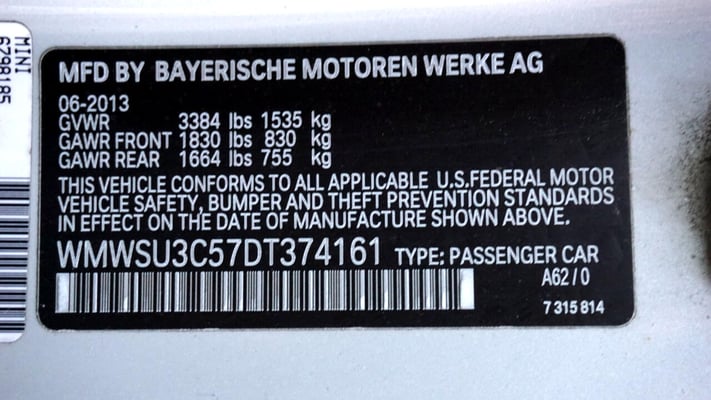 MFD BY BAYERISCHE MOTOREN WERKE AG
06-2013
GVWR 3384 lbs 1535 kg
GAWR FRONT 1830 lbs 830 kg
GAWR REAR 1664 lbs 755 kg
THIS VEHICLE CONFORMS TO ALL APPLICABLE U.S.FEDERAL MOTOR
VEHICLE SAFETY, BUMPER AND THEFT PREVENTION STANDARDS
IN EFFECT ON THE DATE OF MANUFACTURE SHOWN ABOVE.
WMWSU3C57DT374161 TYPE: PASSENGER CAR
A62/0
7 315 814
MINI
6798185